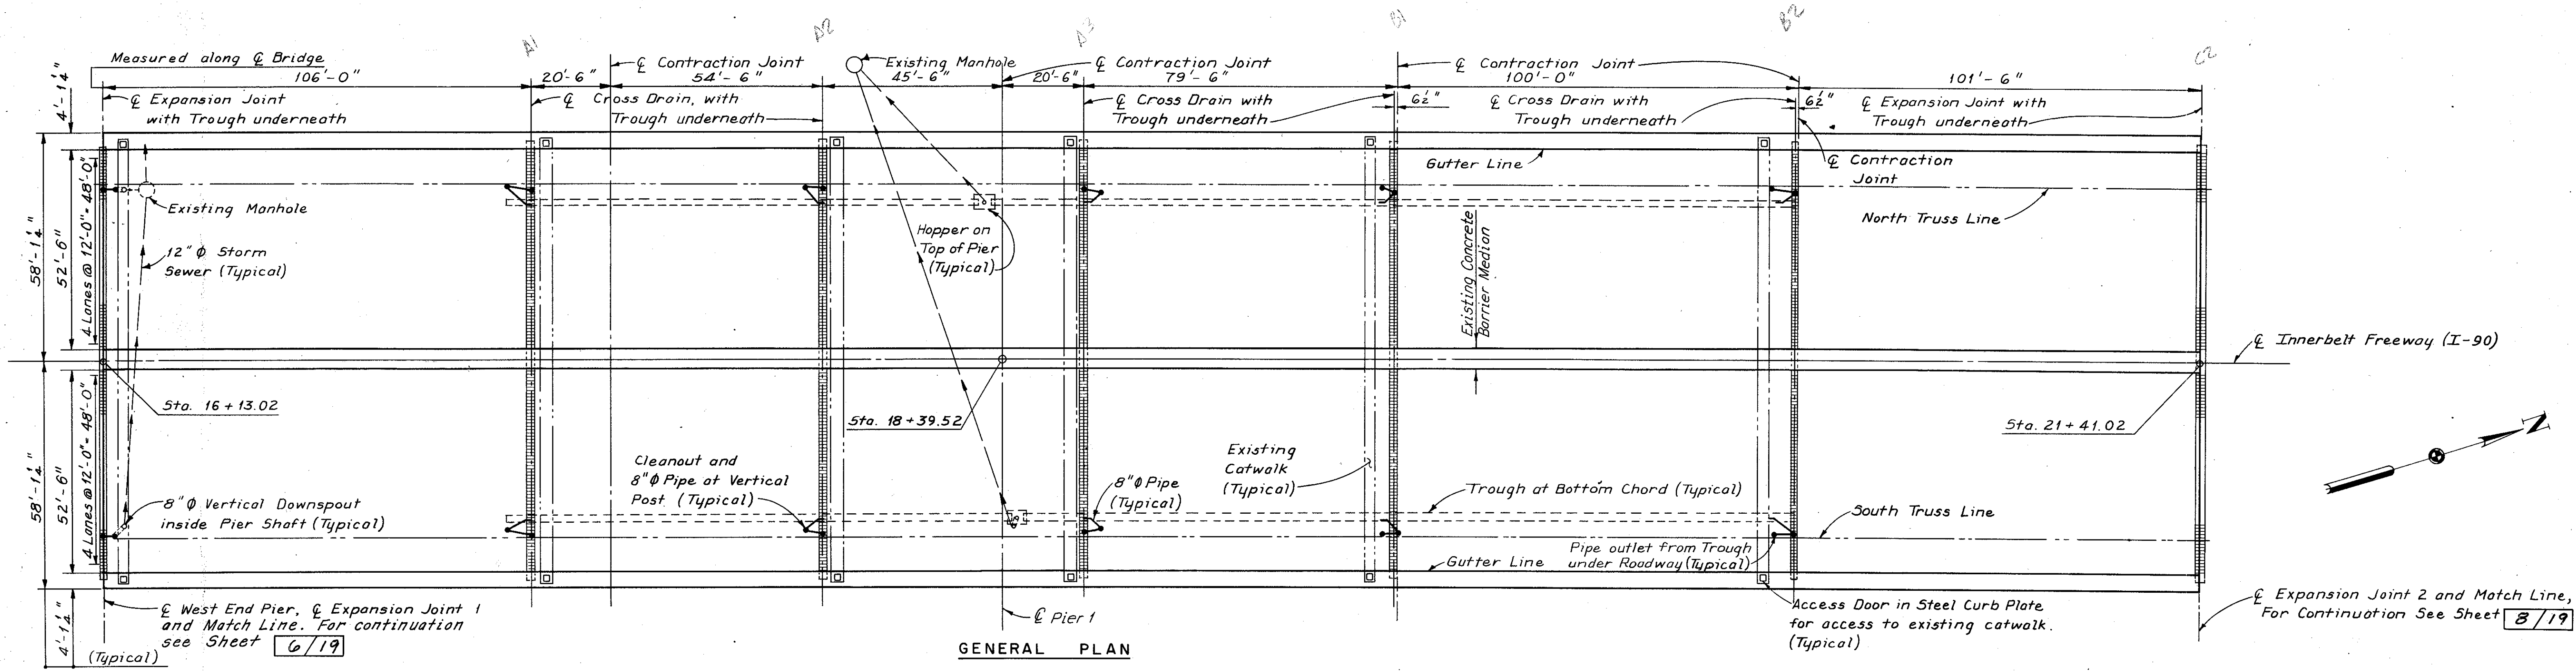 A1
A2
A3
B1
B2
C2
Measured along ℄ Bridge
106'-0"
20'-6"
℄ Contraction Joint
54'-6"
Existing Manhole
45'-6"
20'-6"
℄ Contraction Joint
79'-6"
℄ Contraction Joint
100'-0"
101'-6"
4'-1¼"
℄ Expansion Joint
with Trough underneath
℄ Cross Drain, with
Trough underneath
℄ Cross Drain with
Trough underneath
6½"
℄ Cross Drain with
Trough underneath
6½"
℄ Expansion Joint with
Trough underneath
Gutter Line
℄ Contraction
Joint
58'-1¼"
52'-6"
4 Lanes @ 12'-0" = 48'-0"
Existing Manhole
12" ϕ Storm
Sewer (Typical)
Hopper on
Top of Pier
(Typical)
Existing Concrete
Barrier Median
North Truss Line
℄ Innerbelt Freeway (I-90)
Sta. 16+13.02
Sta. 18+39.52
Sta. 21+41.02
N
58'-1¼"
52'-6"
4 Lanes @ 12'-0" = 48'-0"
8" ϕ Vertical Downspout
inside Pier Shaft (Typical)
Cleanout and
8" ϕ Pipe at Vertical
Post. (Typical)
8" ϕ Pipe
(Typical)
Existing
Catwalk
(Typical)
Trough at Bottom Chord (Typical)
South Truss Line
Pipe outlet from Trough
under Roadway (Typical)
Gutter Line
4'-1¼"
(Typical)
℄ West End Pier, ℄ Expansion Joint 1
and Match Line. For continuation
see Sheet 6/19
℄ Pier 1
Access Door in Steel Curb Plate
for access to existing catwalk.
(Typical)
℄ Expansion Joint 2 and Match Line,
For Continuation See Sheet 8/19
GENERAL PLAN